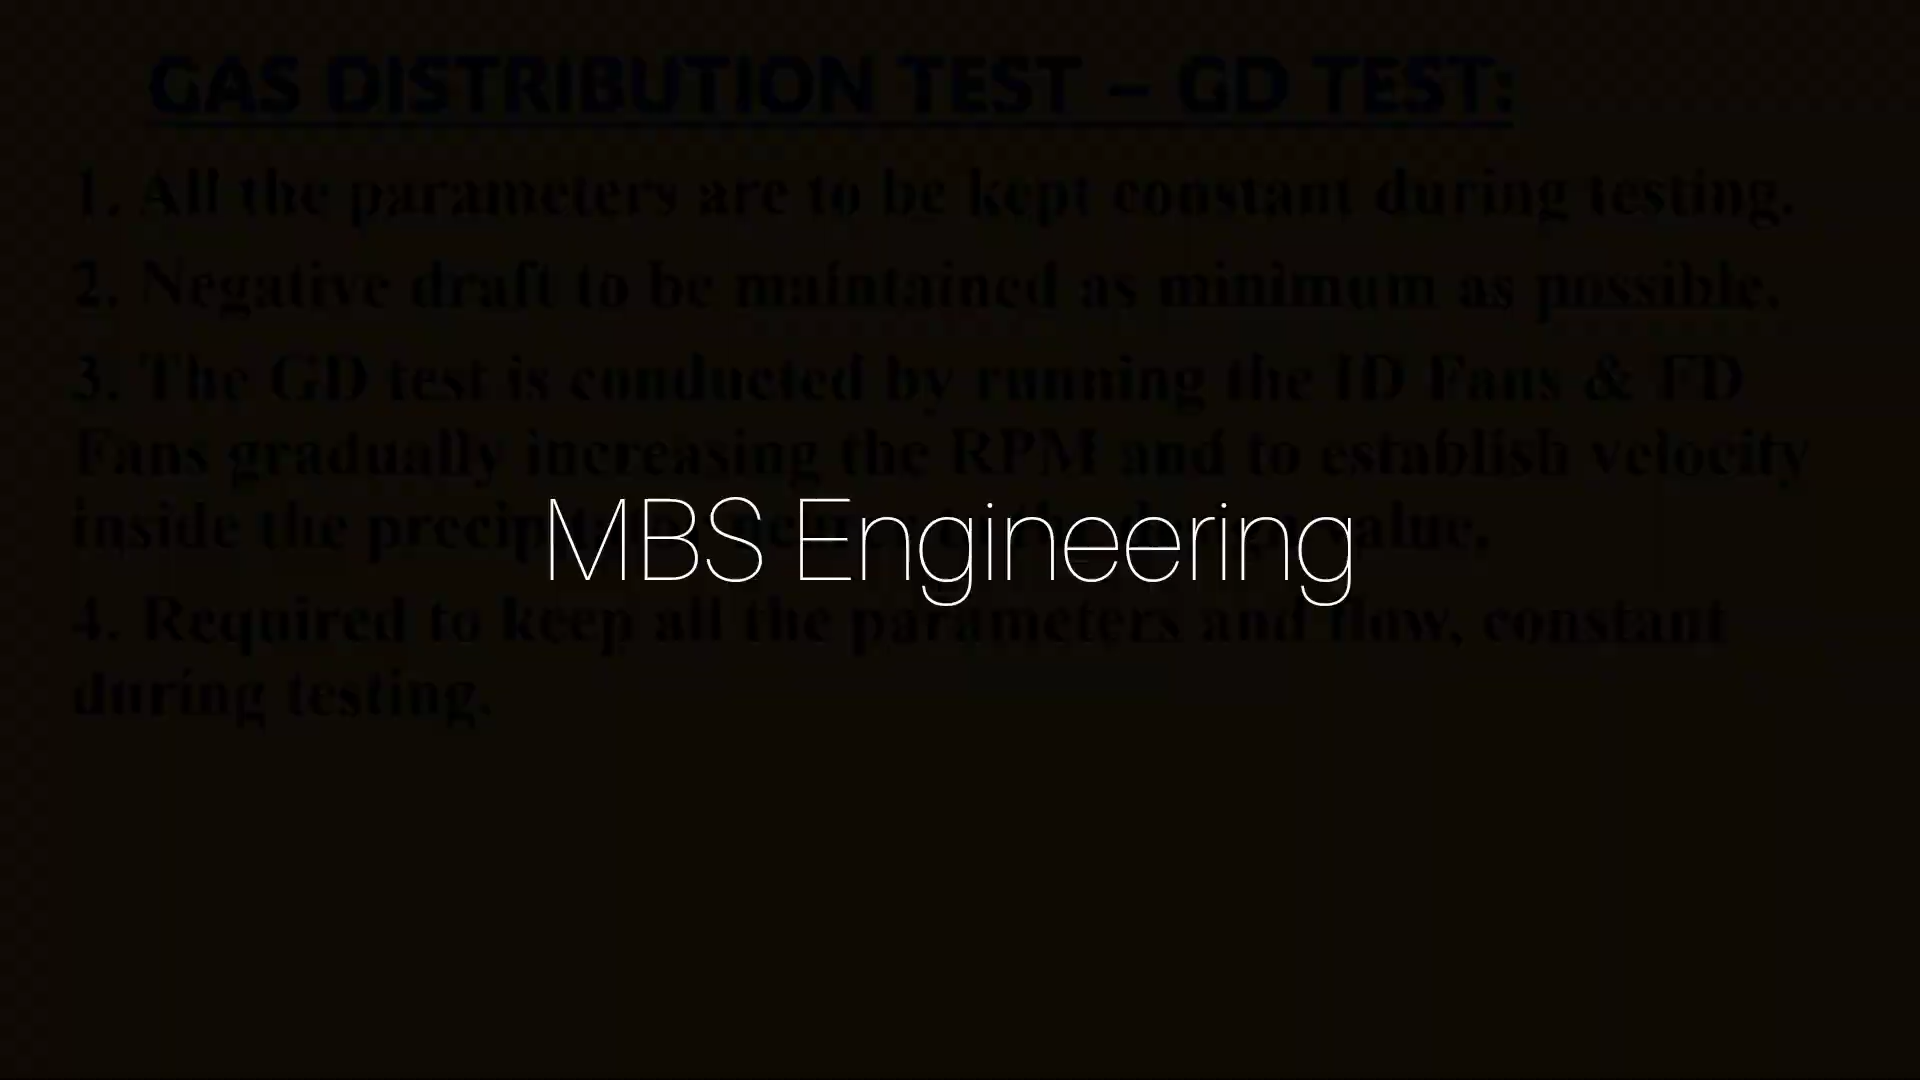 GAS DISTRIBUTION TEST – GD TEST:
1. All the parameters are to be kept constant during testing.
2. Negative draft to be maintained as minimum as possible.
3. The GD test is conducted by running the ID Fans & FD
Fans gradually increasing the RPM and to establish velocity
inside the
MBS Engineering
4. Required to keep all the parameters and flow, constant
during testing.